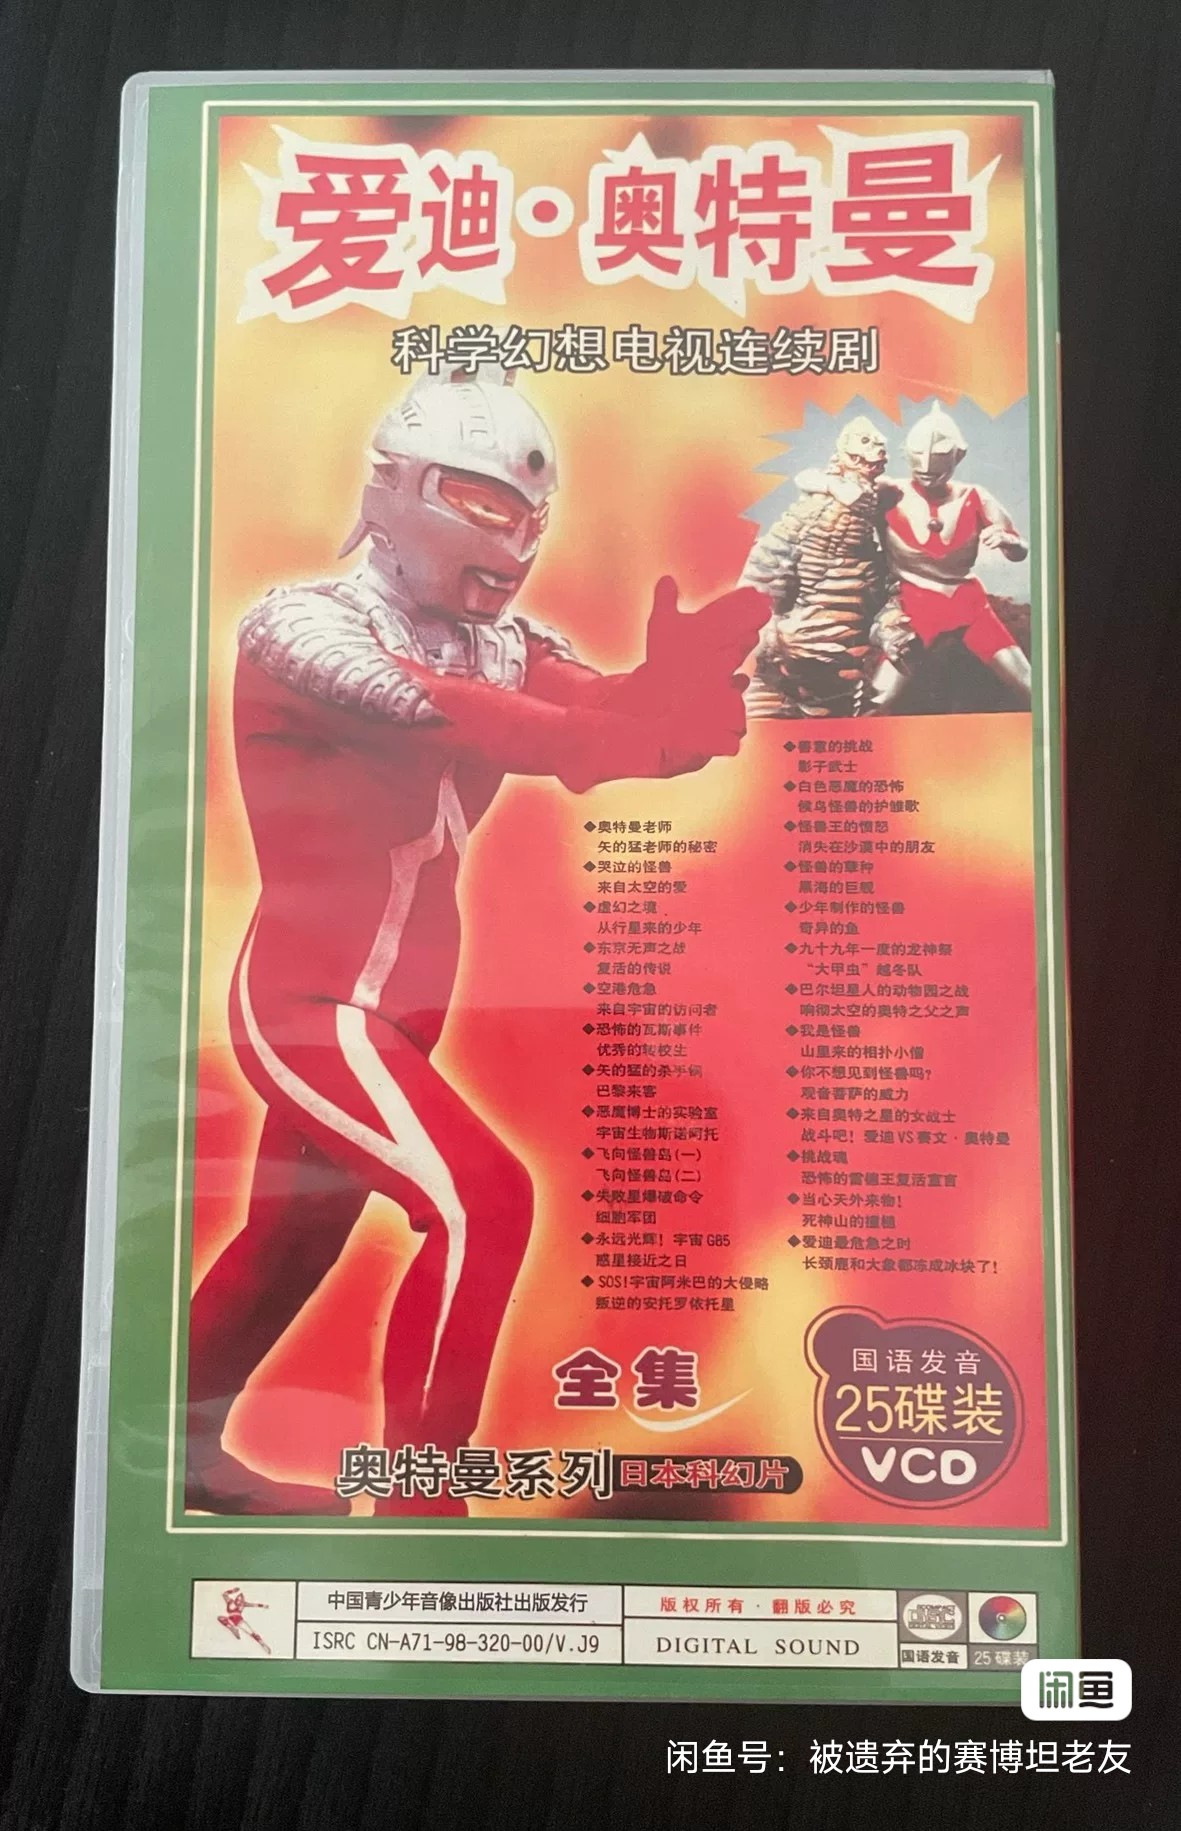 爱迪·奥特曼
科学幻想电视连续剧
◆奥特曼老师
矢的猛老师的秘密
◆哭泣的怪兽
来自太空的爱
◆虚幻之境
从行星来的少年
◆东京无声之战
复活的传说
◆空港危急
来自宇宙的访问者
◆恐怖的瓦斯事件
优秀的转校生
◆矢的猛的杀手锏
巴黎来客
◆恶魔博士的实验室
宇宙生物斯诺阿托
◆飞向怪兽岛(一)
飞向怪兽岛(二)
◆失败星爆破命令
细胞军团
◆永远光辉！宇宙G85
惑星接近之日
◆SOS!宇宙阿米巴的大侵略
叛逆的安托罗依托星
◆善意的挑战
影子武士
◆白色恶魔的恐怖
候鸟怪兽的护雏歌
◆怪兽王的愤怒
消失在沙漠中的朋友
◆怪兽的孽种
黑海的巨舰
◆少年制作的怪兽
奇异的鱼
◆九十九年一度的龙神祭
“大甲虫”越冬队
◆巴尔坦星人的动物园之战
响彻太空的奥特之父之声
◆我是怪兽
山里来的相扑小僧
◆你不想见到怪兽吗?
观音菩萨的威力
◆来自奥特之星的女战士
战斗吧！爱迪VS赛文·奥特曼
◆挑战魂
恐怖的雷德王复活宣言
◆当心天外来物!
死神山的撞槌
◆爱迪最危急之时
长颈鹿和大象都冻成冰块了!
全集
国语发音
25碟装
VCD
奥特曼系列日本科幻片
中国青少年音像出版社出版发行
ISRC CN-A71-98-320-00/V.J9
版权所有·翻版必究
DIGITAL SOUND
国语发音
25碟装
闲鱼
闲鱼号：被遗弃的赛博坦老友